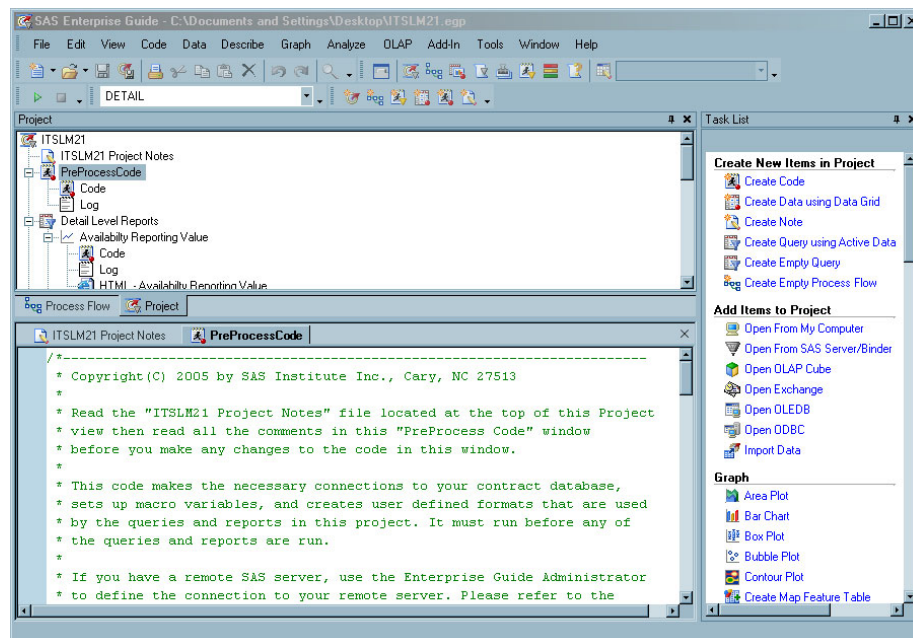 SAS Enterprise Guide - C:\Documents and Settings\Desktop\ITSLM21.egp
File Edit View Code Data Describe Graph Analyze OLAP Add-In Tools Window Help
DETAIL
Project
ITSLM21
ITSLM21 Project Notes
PreProcessCode
Code
Log
Detail Level Reports
Availabilty Reporting Value
Code
Log
HTML - Availabilty Reporting Value
Process Flow Project
ITSLM21 Project Notes PreProcessCode
/*----------------------------------------------------------------------
* Copyright(C) 2005 by SAS Institute Inc., Cary, NC 27513
*
* Read the "ITSLM21 Project Notes" file located at the top of this Project
* view then read all the comments in this "PreProcess Code" window
* before you make any changes to the code in this window.
*
* This code makes the necessary connections to your contract database,
* sets up macro variables, and creates user defined formats that are used
* by the queries and reports in this project. It must run before any of
* the queries and reports are run.
*
* If you have a remote SAS server, use the Enterprise Guide Administrator
* to define the connection to your remote server. Please refer to the
Task List
Create New Items in Project
Create Code
Create Data using Data Grid
Create Note
Create Query using Active Data
Create Empty Query
Create Empty Process Flow
Add Items to Project
Open From My Computer
Open From SAS Server/Binder
Open OLAP Cube
Open Exchange
Open OLEDB
Open ODBC
Import Data
Graph
Area Plot
Bar Chart
Box Plot
Bubble Plot
Contour Plot
Create Map Feature Table